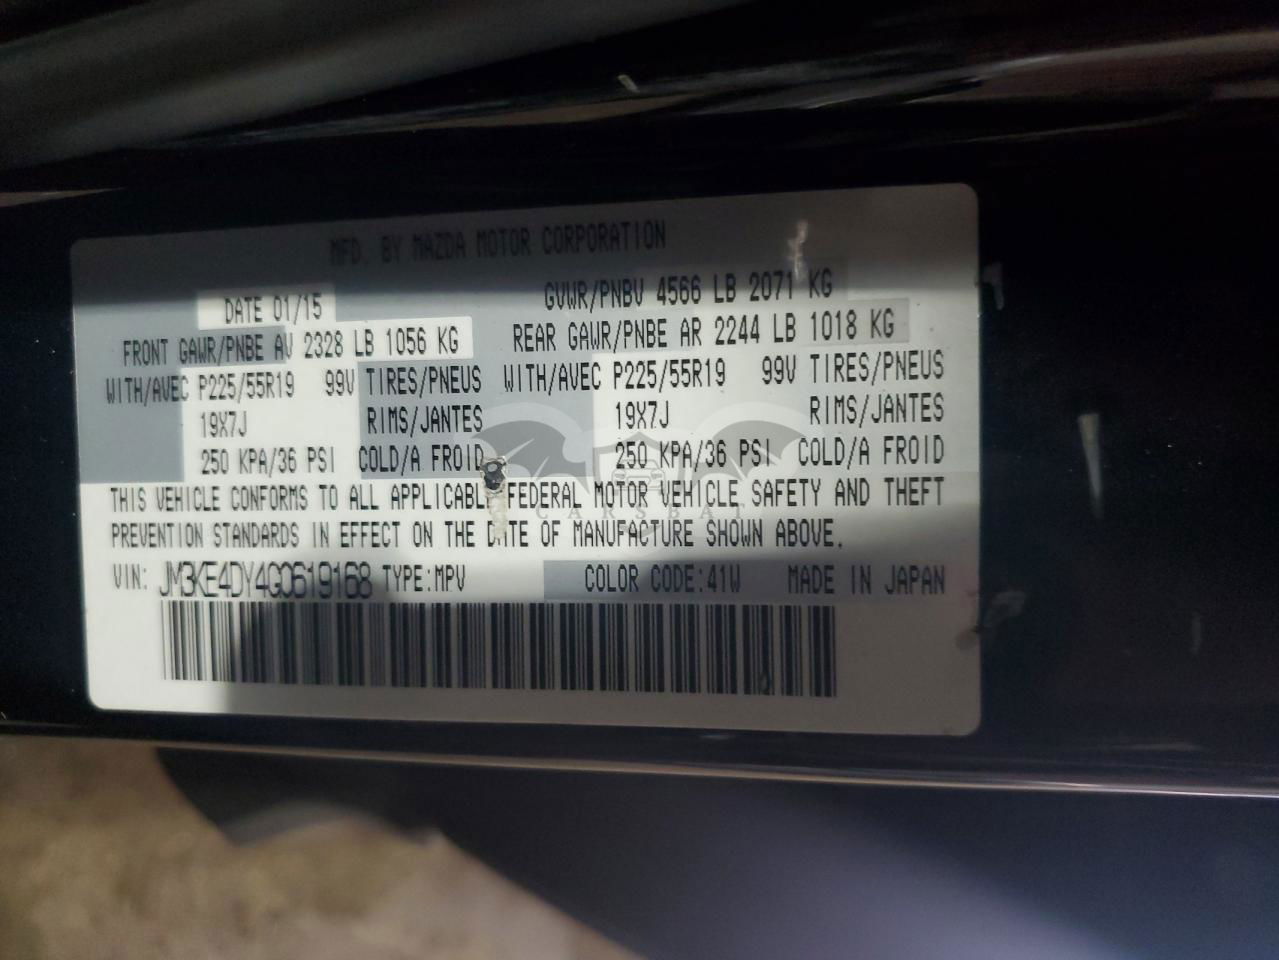 MFD. BY MAZDA MOTOR CORPORATION
DATE 01/15 GVWR/PNBV 4566 LB 2071 KG
FRONT GAWR/PNBE AV 2328 LB 1056 KG REAR GAWR/PNBE AR 2244 LB 1018 KG
WITH/AVEC P225/55R19 99V TIRES/PNEUS WITH/AVEC P225/55R19 99V TIRES/PNEUS
19X7J RIMS/JANTES 19X7J RIMS/JANTES
250 KPA/36 PSI COLD/A FROID 250 KPA/36 PSI COLD/A FROID
THIS VEHICLE CONFORMS TO ALL APPLICABLE FEDERAL MOTOR VEHICLE SAFETY AND THEFT
CARSBAT
PREVENTION STANDARDS IN EFFECT ON THE DATE OF MANUFACTURE SHOWN ABOVE.
VIN: JM3KE4DY4G0619168 TYPE:MPV COLOR CODE:41W MADE IN JAPAN